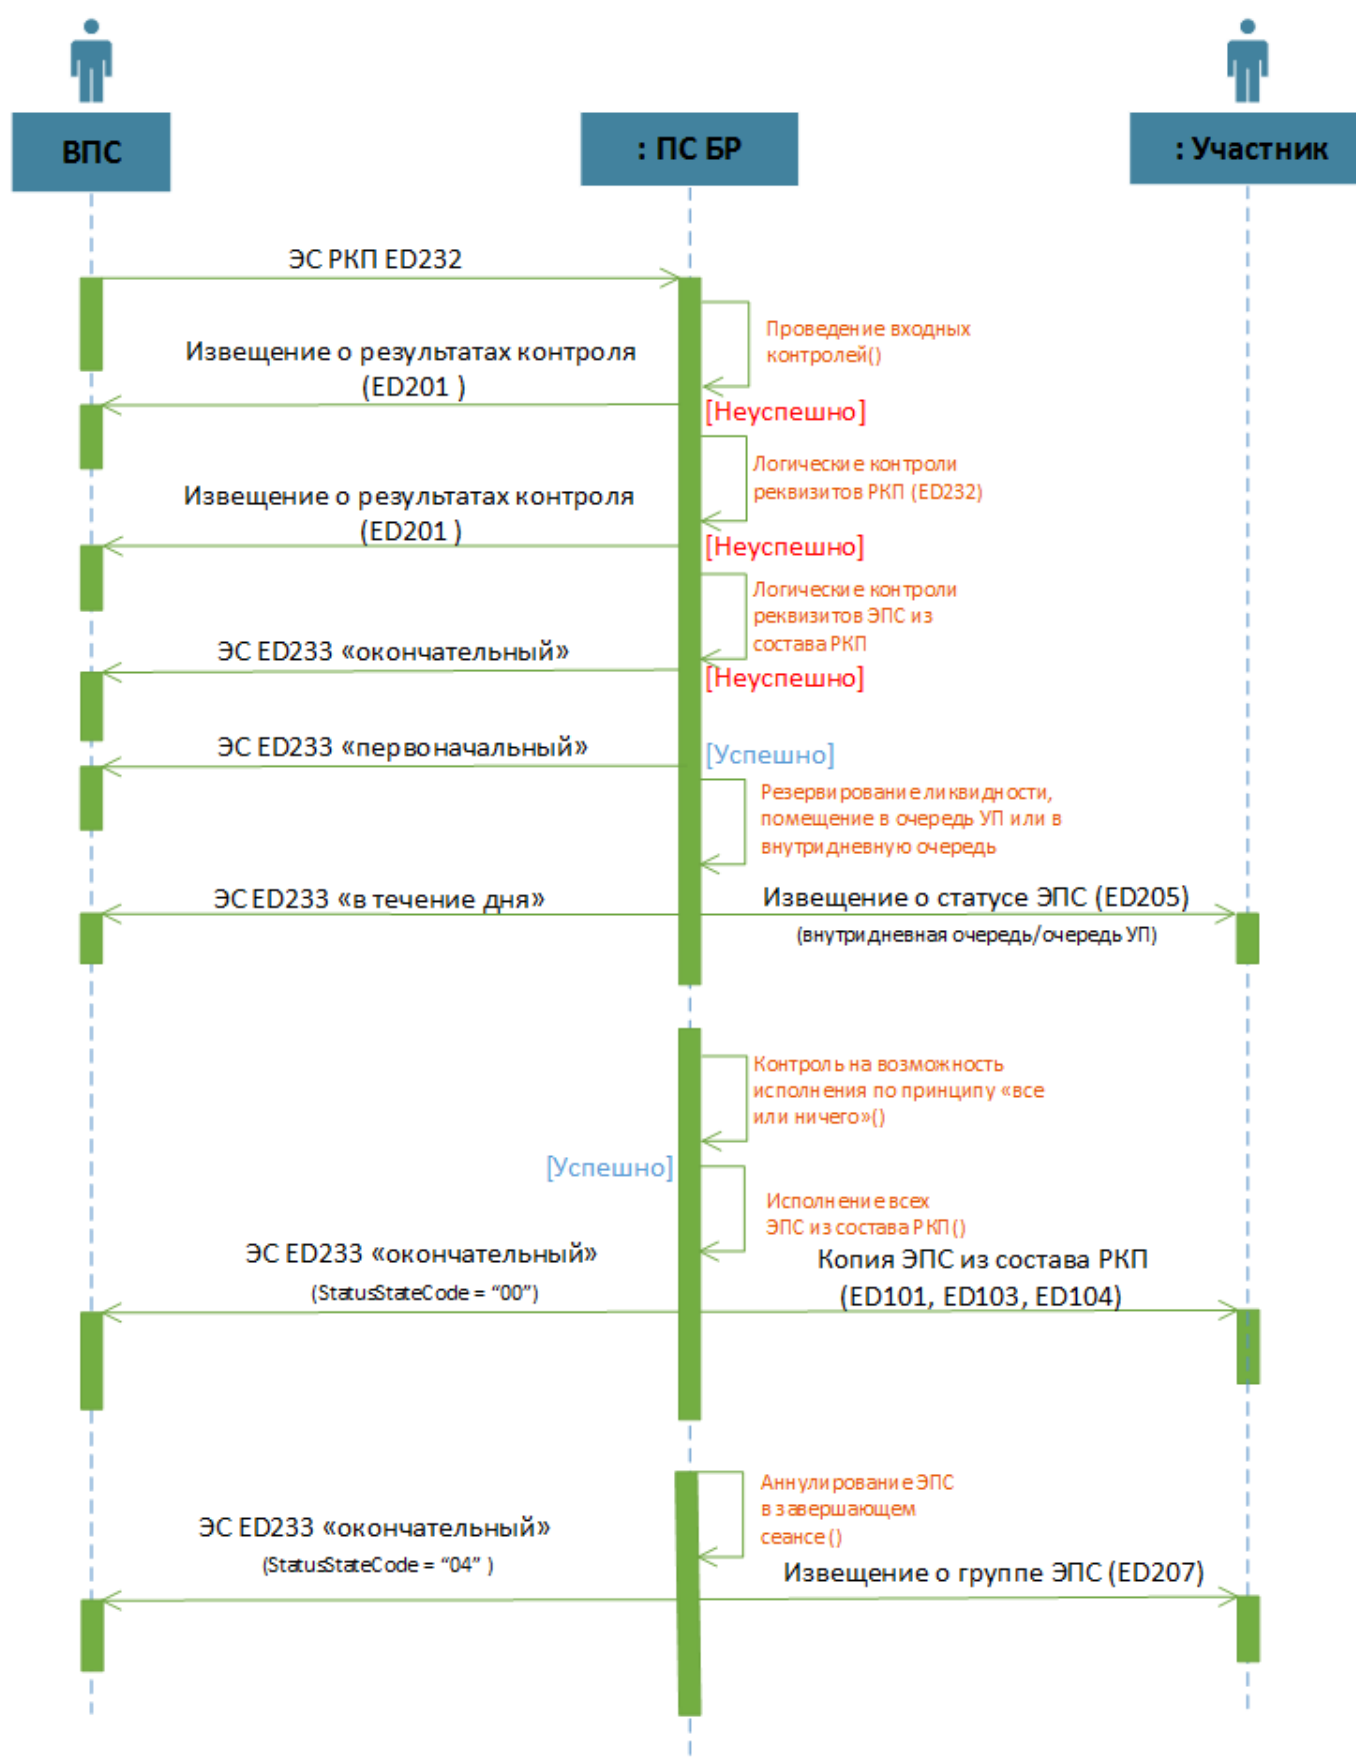 ВПС
: ПС БР
: Участник
ЭС РКП ED232
Проведение входных
контролей()
Извещение о результатах контроля
(ED201 )
[Неуспешно]
Логические контроли
реквизитов РКП (ED232)
Извещение о результатах контроля
(ED201 )
[Неуспешно]
Логические контроли
реквизитов ЭПС из
состава РКП
ЭС ED233 «окончательный»
[Неуспешно]
ЭС ED233 «первоначальный»
[Успешно]
Резервирование ликвидности,
помещение в очередь УП или в
внутридневную очередь
ЭС ED233 «в течение дня»
Извещение о статусе ЭПС (ED205)
(внутридневная очередь/очередь УП)
Контроль на возможность
исполнения по принципу «все
или ничего»()
[Успешно]
Исполнение всех
ЭПС из состава РКП()
ЭС ED233 «окончательный»
(StatusStateCode = “00”)
Копия ЭПС из состава РКП
(ED101, ED103, ED104)
Аннулирование ЭПС
в завершающем
сеансе()
ЭС ED233 «окончательный»
(StatusStateCode = “04” )
Извещение о группе ЭПС (ED207)